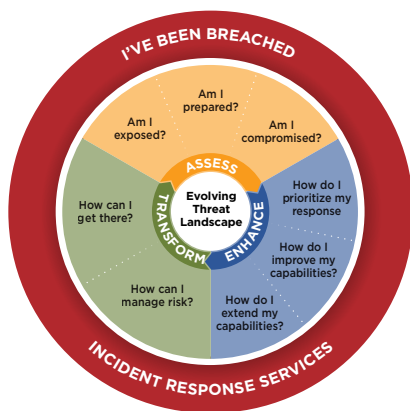 I'VE BEEN BREACHED
Am I
prepared?
Am I
exposed?
Am I
compromised?
ASSESS
How can I
get there?
TRANSFORM
Evolving
Threat
Landscape
ENHANCE
How do I
prioritize my
response
How do I
improve my
capabilities?
How can I
manage risk?
How do I
extend my
capabilities?
INCIDENT RESPONSE SERVICES